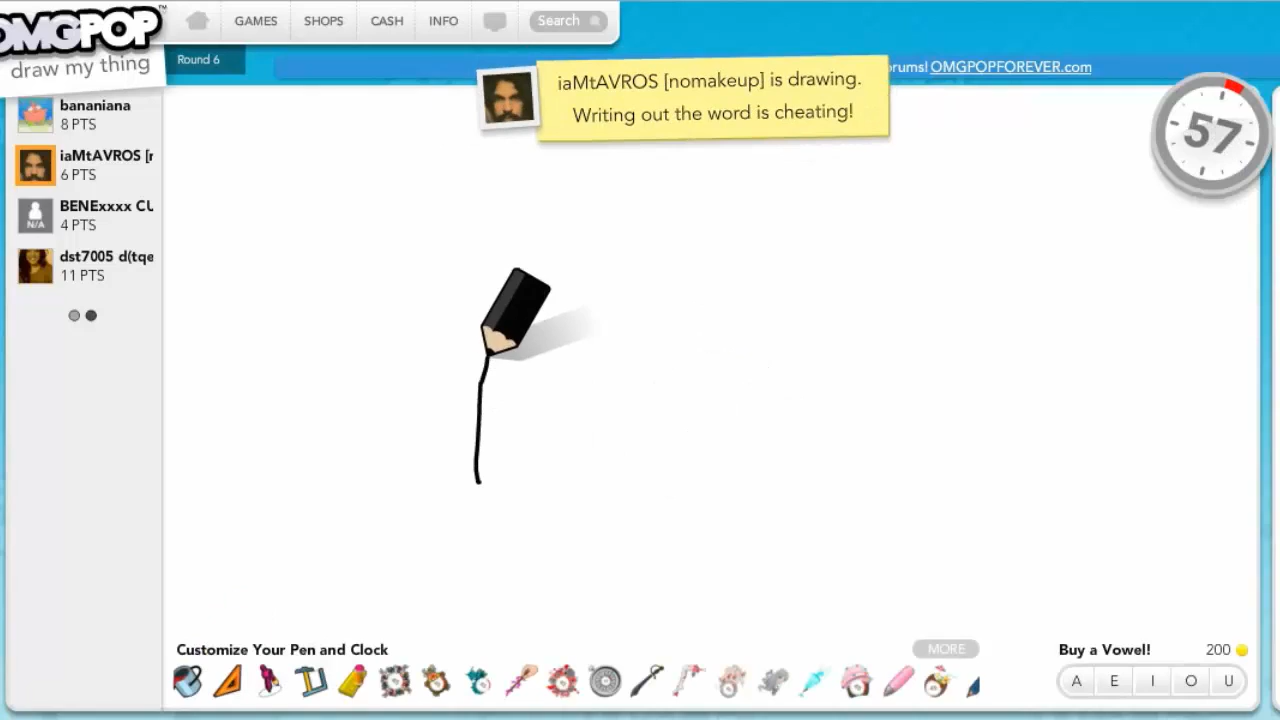 OMGPOP™
draw my thing
GAMES
SHOPS
CASH
INFO
Search
Round 6
orums! OMGPOPFOREVER.com
iaMtAVROS [nomakeup] is drawing.
Writing out the word is cheating!
57
bananiana
8 PTS
iaMtAVROS [r
6 PTS
N/A
BENExxxx CU
4 PTS
dst7005 d(tqe
11 PTS
Customize Your Pen and Clock
MORE
Buy a Vowel!
200
A E I O U